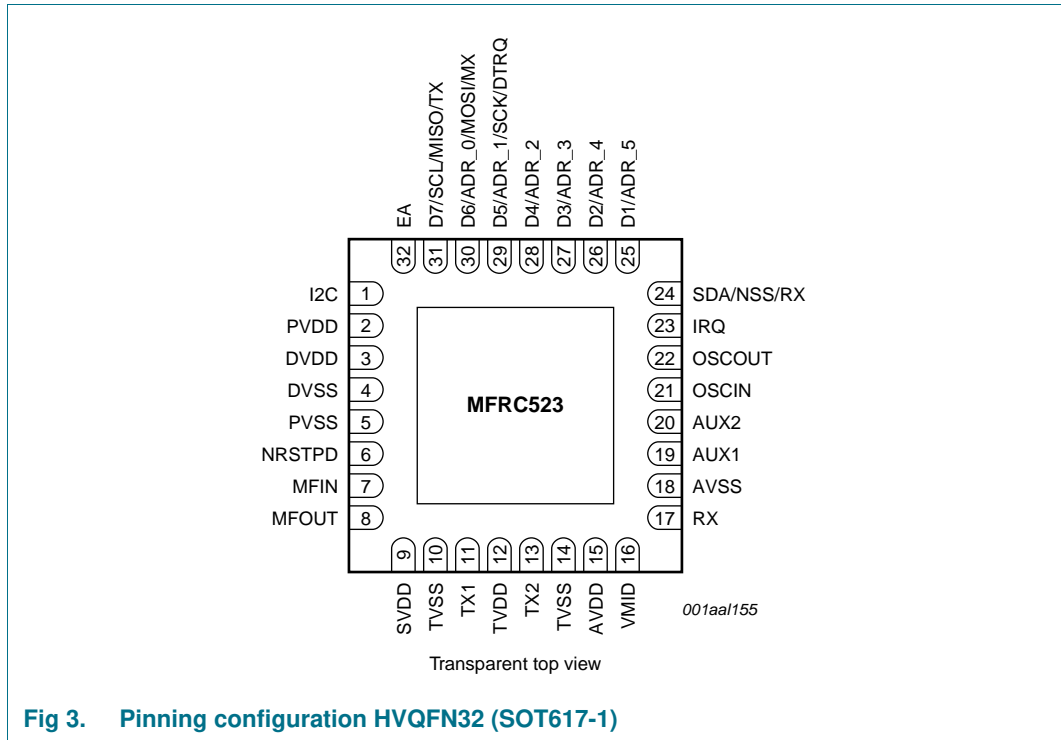 EA
D7/SCL/MISO/TX
D6/ADR_0/MOSI/MX
D5/ADR_1/SCK/DTRQ
D4/ADR_2
D3/ADR_3
D2/ADR_4
D1/ADR_5
32
31
30
29
28
27
26
25
I2C 1
PVDD 2
DVDD 3
DVSS 4
PVSS 5
NRSTPD 6
MFIN 7
MFOUT 8
MFRC523
24 SDA/NSS/RX
23 IRQ
22 OSCOUT
21 OSCIN
20 AUX2
19 AUX1
18 AVSS
17 RX
9
10
11
12
13
14
15
16
SVDD
TVSS
TX1
TVDD
TX2
TVSS
AVDD
VMID
001aal155
Transparent top view
Fig 3. Pinning configuration HVQFN32 (SOT617-1)